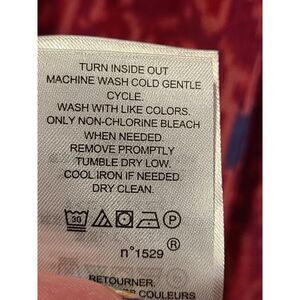 TURN INSIDE OUT
MACHINE WASH COLD GENTLE
CYCLE.
WASH WITH LIKE COLORS.
ONLY NON-CHLORINE BLEACH
WHEN NEEDED.
REMOVE PROMPTLY
TUMBLE DRY LOW.
COOL IRON IF NEEDED.
DRY CLEAN.
30 P
®
n°1529
RETOURNER
COULEURS